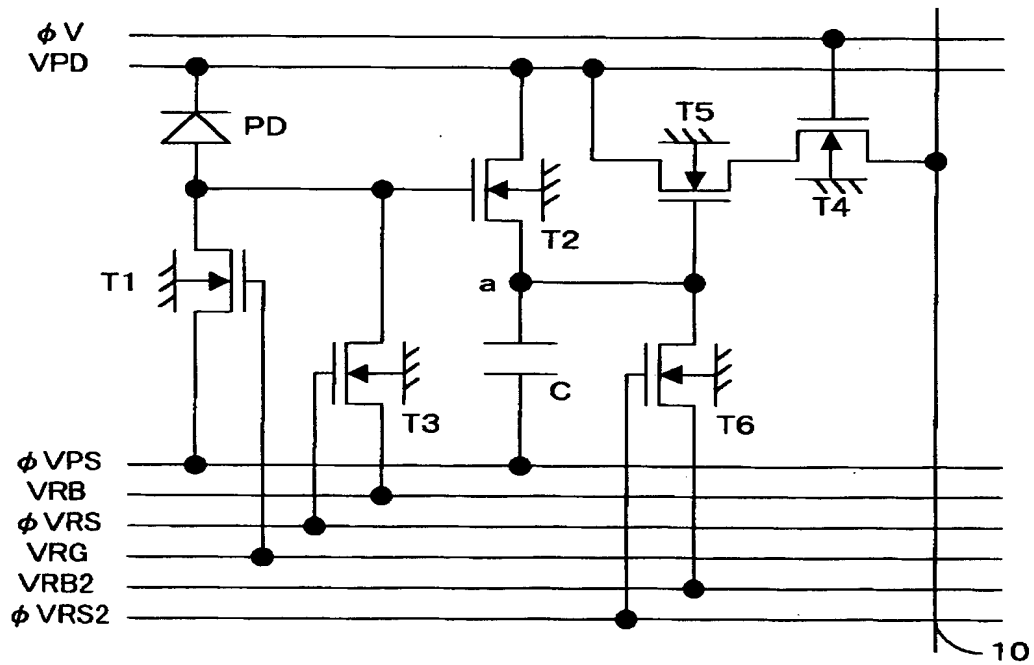 φV
VPD
PD
T5
T4
T2
T1
a
C
T3
T6
φVPS
VRB
φVRS
VRG
VRB2
φVRS2
10